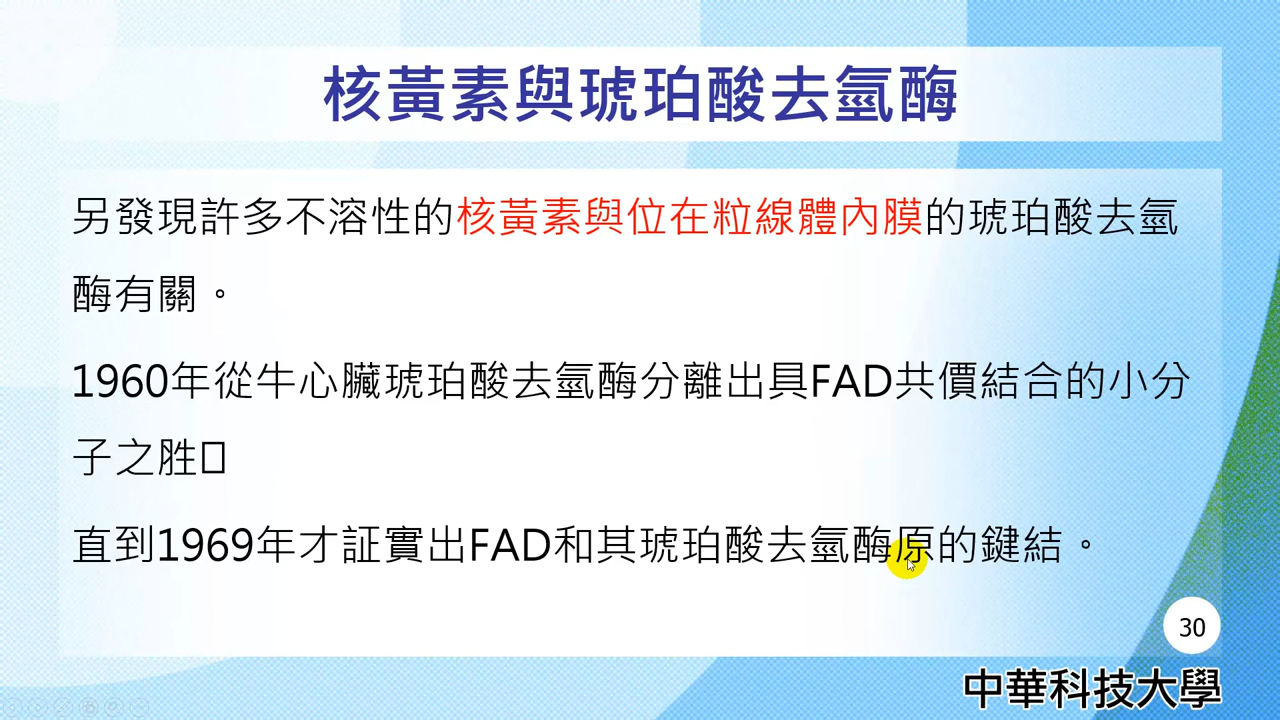 核黃素與琥珀酸去氫酶
另發現許多不溶性的核黃素與位在粒線體內膜的琥珀酸去氫
酶有關。
1960年從牛心臟琥珀酸去氫酶分離出具FAD共價結合的小分
子之胜
直到1969年才証實出FAD和其琥珀酸去氫酶原的鍵結。
30
中華科技大學